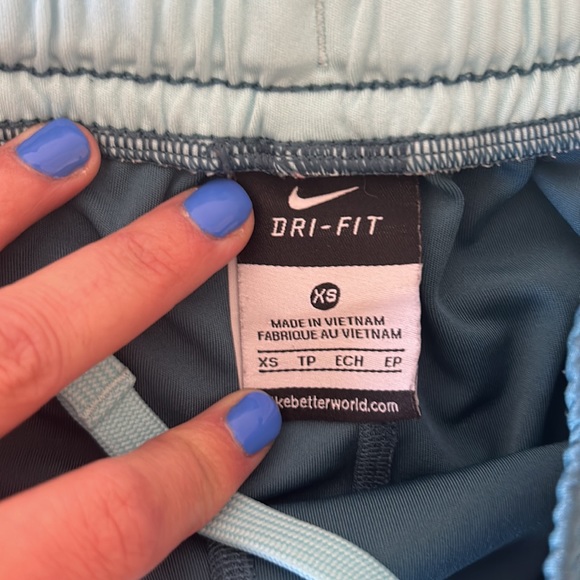 DRI-FIT
XS
MADE IN VIETNAM
FABRIQUE AU VIETNAM
XS TP ECH EP
kebetterworld.com